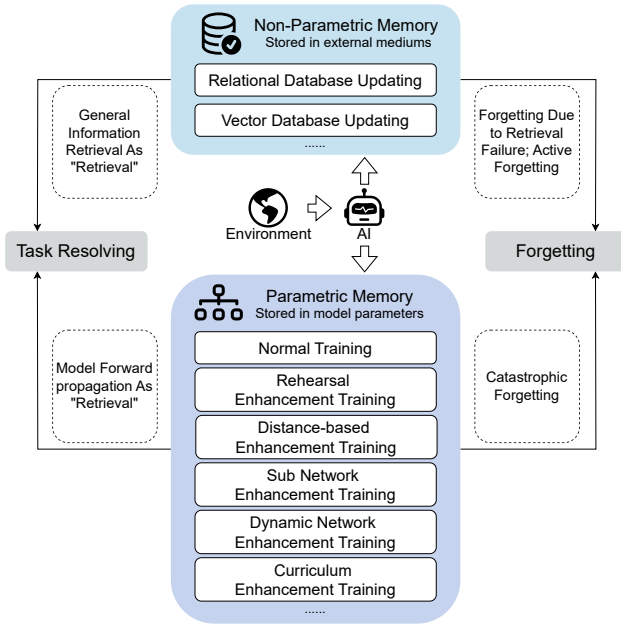 Non-Parametric Memory
Stored in external mediums
Relational Database Updating
Vector Database Updating
......
General
Information
Retrieval As
"Retrieval"
Forgetting Due
to Retrieval
Failure; Active
Forgetting
Environment
AI
Task Resolving
Forgetting
Parametric Memory
Stored in model parameters
Normal Training
Rehearsal
Enhancement Training
Distance-based
Enhancement Training
Sub Network
Enhancement Training
Dynamic Network
Enhancement Training
Curriculum
Enhancement Training
......
Model Forward
propagation As
"Retrieval"
Catastrophic
Forgetting